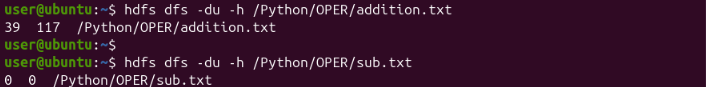 user@ubuntu:~$ hdfs dfs -du -h /Python/OPER/addition.txt
39  117  /Python/OPER/addition.txt
user@ubuntu:~$
user@ubuntu:~$ hdfs dfs -du -h /Python/OPER/sub.txt
0  0  /Python/OPER/sub.txt